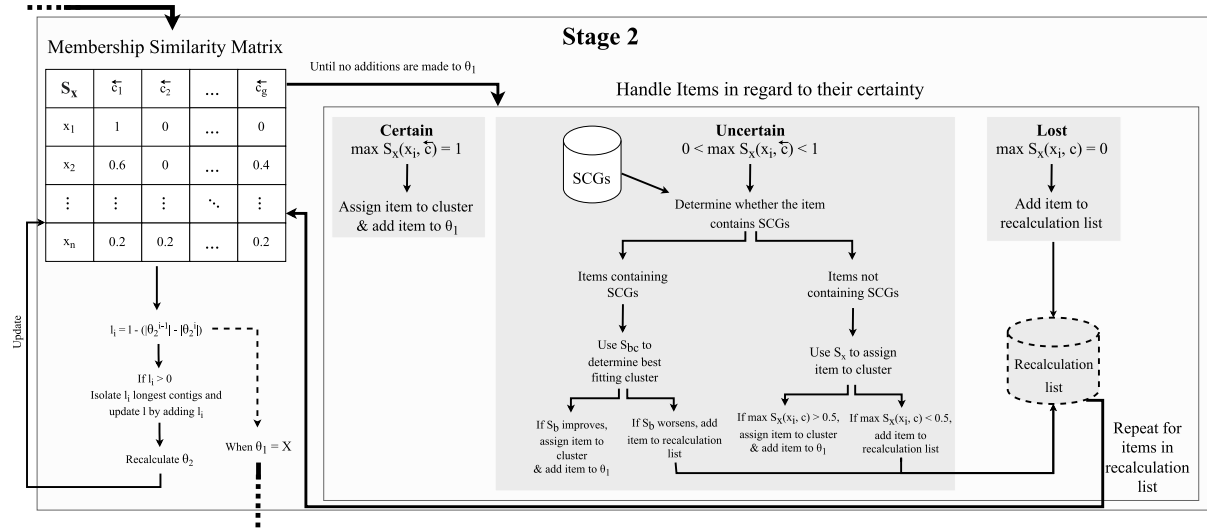 Stage 2
Membership Similarity Matrix
Sₓ c⃖₁ c⃖₂ ... c⃖g
x₁ 1 0 ... 0
x₂ 0.6 0 ... 0.4
⋮ ⋮ ⋮ ⋱ ⋮
xₙ 0.2 0.2 ... 0.2
Update
lᵢ = l - (|θ₂ⁱ⁻¹| - |θ₂ⁱ|)
If lᵢ > 0
Isolate lᵢ longest contigs and
update l by adding lᵢ
Recalculate θ₂
When θ₁ = X
Until no additions are made to θ₁
Handle Items in regard to their certainty
Certain
max Sₓ(xᵢ, c⃖) = 1
Assign item to cluster
& add item to θ₁
SCGs
Uncertain
0 < max Sₓ(xᵢ, c⃖) < 1
Determine whether the item
contains SCGs
Items containing
SCGs
Use Sbc to
determine best
fitting cluster
If Sb improves,
assign item to
cluster
& add item to θ₁
If Sb worsens, add
item to recalculation
list
Items not
containing SCGs
Use Sₓ to assign
item to cluster
If max Sₓ(xᵢ, c) > 0.5,
assign item to cluster
& add item to θ₁
If max Sₓ(xᵢ, c) < 0.5,
add item to
recalculation list
Lost
max Sₓ(xᵢ, c) = 0
Add item to
recalculation list
Recalculation
list
Repeat for
items in
recalculation
list